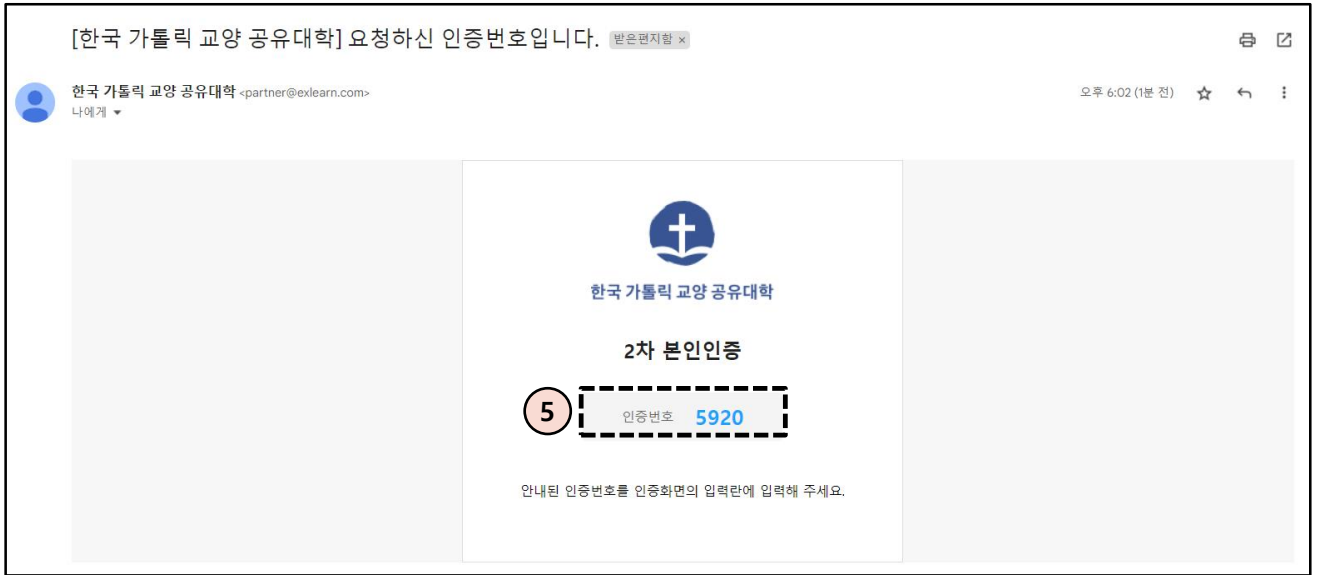 [한국 가톨릭 교양 공유대학] 요청하신 인증번호입니다. 받은편지함 ×
한국 가톨릭 교양 공유대학 <partner@exlearn.com>
오후 6:02 (1분 전)
나에게
한국 가톨릭 교양 공유대학
2차 본인인증
5 인증번호 5920
안내된 인증번호를 인증화면의 입력란에 입력해 주세요.